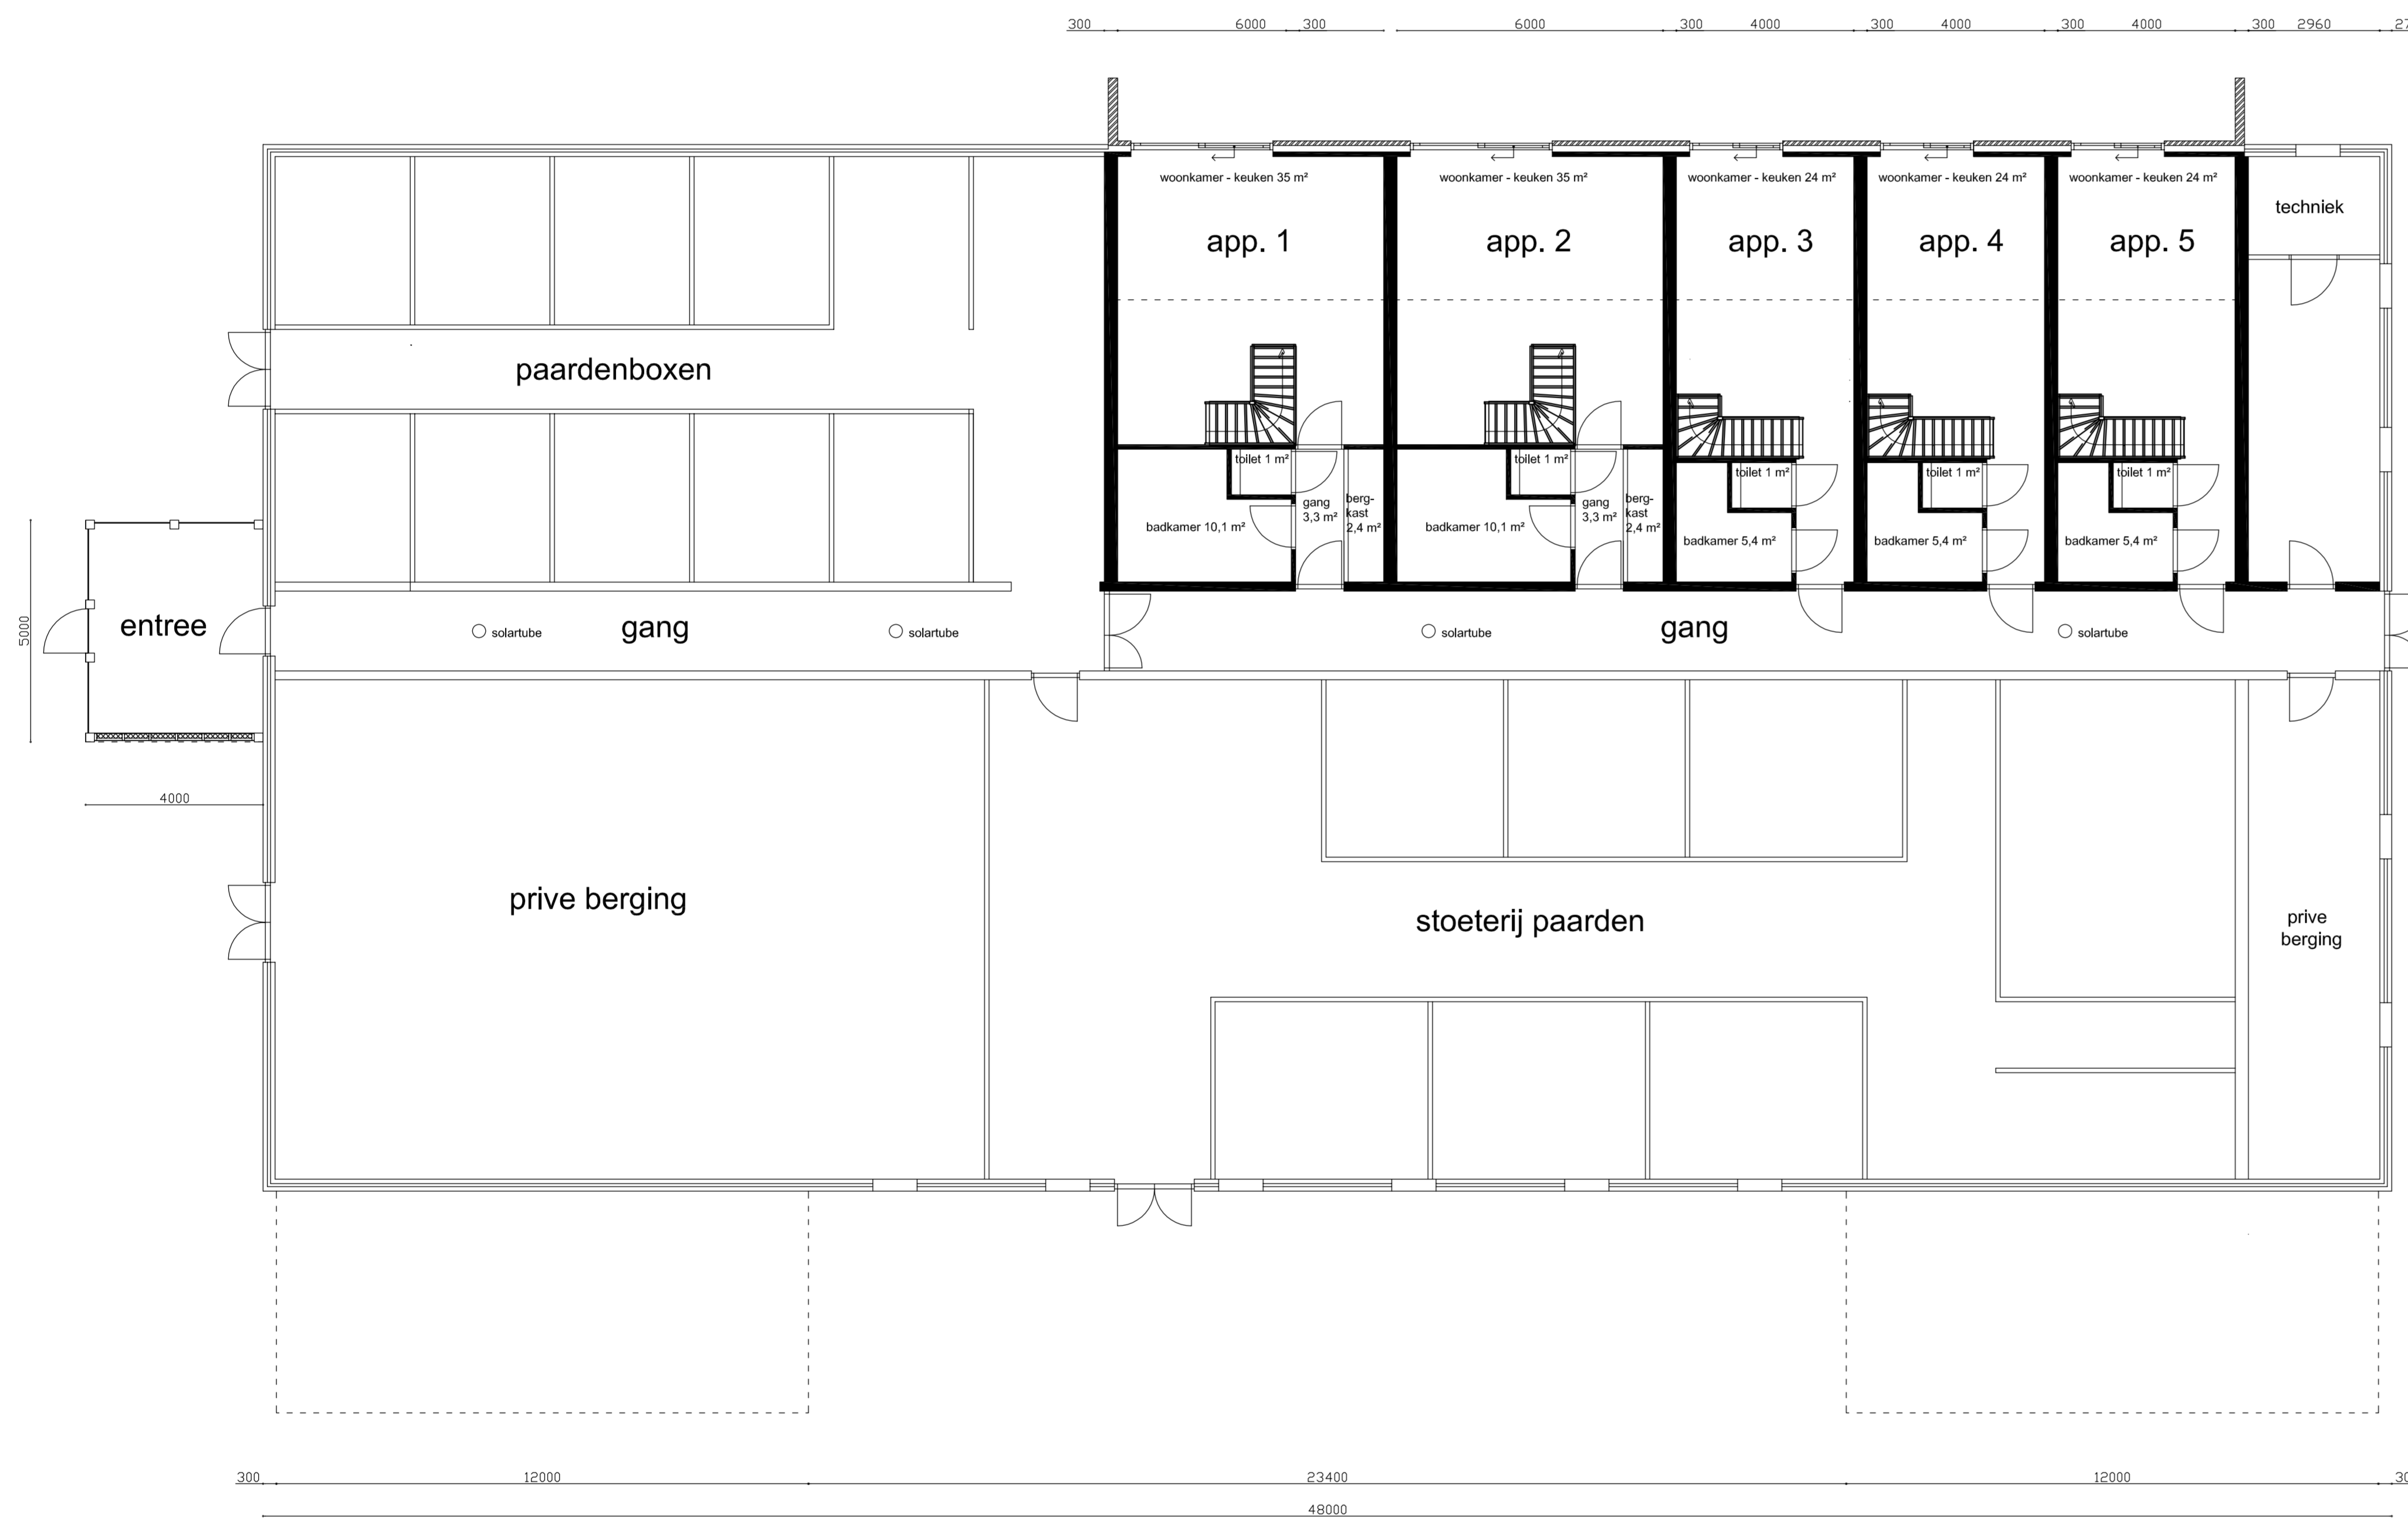 300 6000 300 6000 300 4000 300 4000 300 4000 300 2960
woonkamer - keuken 35 m² woonkamer - keuken 35 m² woonkamer - keuken 24 m² woonkamer - keuken 24 m² woonkamer - keuken 24 m²
techniek
app. 1 app. 2 app. 3 app. 4 app. 5
paardenboxen
toilet 1 m² toilet 1 m² toilet 1 m² toilet 1 m² toilet 1 m²
gang
3,3 m²
berg-
kast
2,4 m²
gang
3,3 m²
berg-
kast
2,4 m²
badkamer 10,1 m² badkamer 10,1 m² badkamer 5,4 m² badkamer 5,4 m² badkamer 5,4 m²
5000
entree
solartube gang solartube solartube gang solartube
4000
prive berging
stoeterij paarden
prive
berging
300 12000 23400 12000
48000